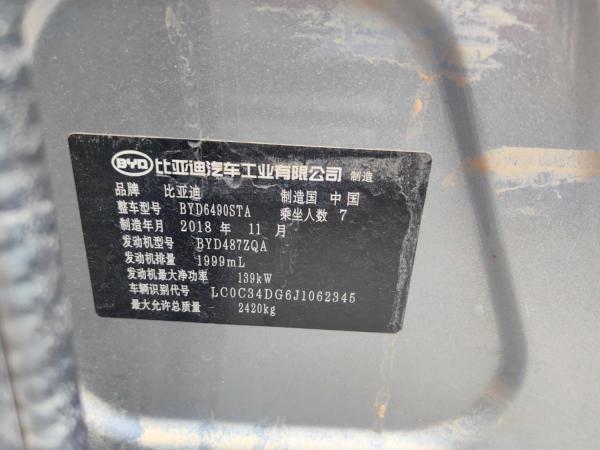 BYD 比亚迪汽车工业有限公司 制造
品牌 比亚迪 制造国 中国
整车型号 BYD6490STA 乘坐人数 7
制造年月 2018 年 11 月
发动机型号 BYD487ZQA
发动机排量 1999mL
发动机最大净功率 139kW
车辆识别代号 LC0C34DG6J1062345
最大允许总质量 2420kg